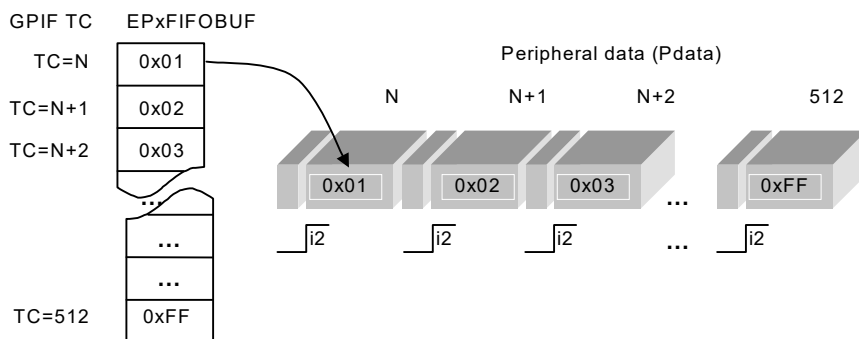 GPIF TC EPxFIFOBUF
Peripheral data (Pdata)
TC=N 0x01
N N+1 N+2 512
TC=N+1 0x02
TC=N+2 0x03
0x01 0x02 0x03 0xFF
...
...
i2 i2 i2 i2
...
...
...
TC=512 0xFF